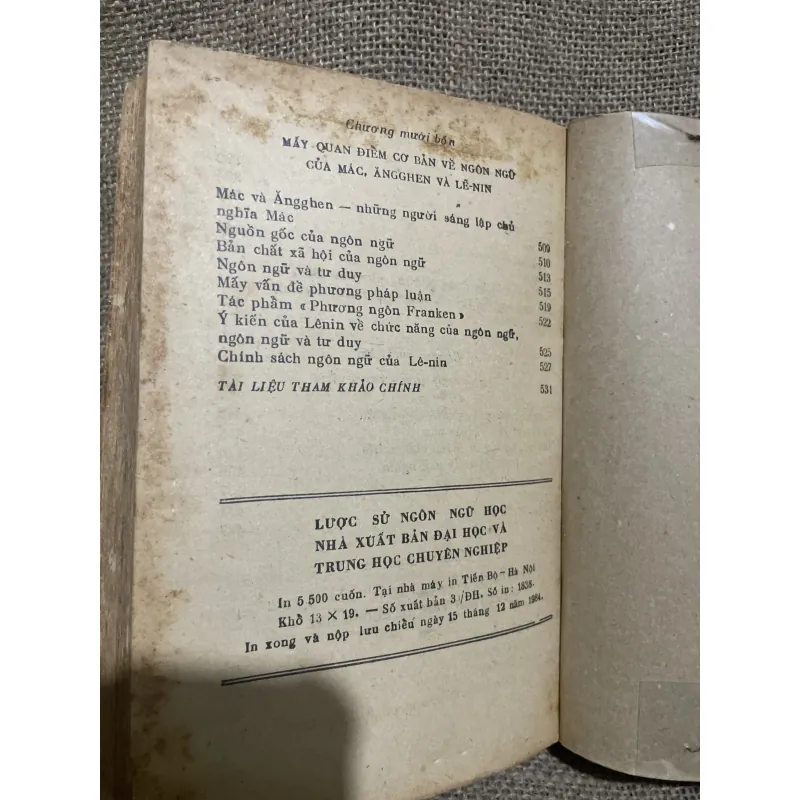 Chương mười bốn
MẤY QUAN ĐIỂM CƠ BẢN VỀ NGÔN NGỮ
CỦA MÁC, ĂNGGHEN VÀ LÊ-NIN
Mác và Ăngghen — những người sáng lập chủ
nghĩa Mác 509
Nguồn gốc của ngôn ngữ 510
Bản chất xã hội của ngôn ngữ 513
Ngôn ngữ và tư duy 515
Mấy vấn đề phương pháp luận 519
Tác phẩm « Phương ngôn Franken » 522
Ý kiến của Lênin về chức năng của ngôn ngữ,
ngôn ngữ và tư duy 525
Chính sách ngôn ngữ của Lê-nin 527
TÀI LIỆU THAM KHẢO CHÍNH 531
LƯỢC SỬ NGÔN NGỮ HỌC
NHÀ XUẤT BẢN ĐẠI HỌC VÀ
TRUNG HỌC CHUYÊN NGHIỆP
In 5 500 cuốn. Tại nhà máy in Tiến Bộ — Hà Nội
Khổ 13 × 19. — Số xuất bản 3/ĐH. Số in: 1838.
In xong và nộp lưu chiểu ngày 15 tháng 12 năm 1984.